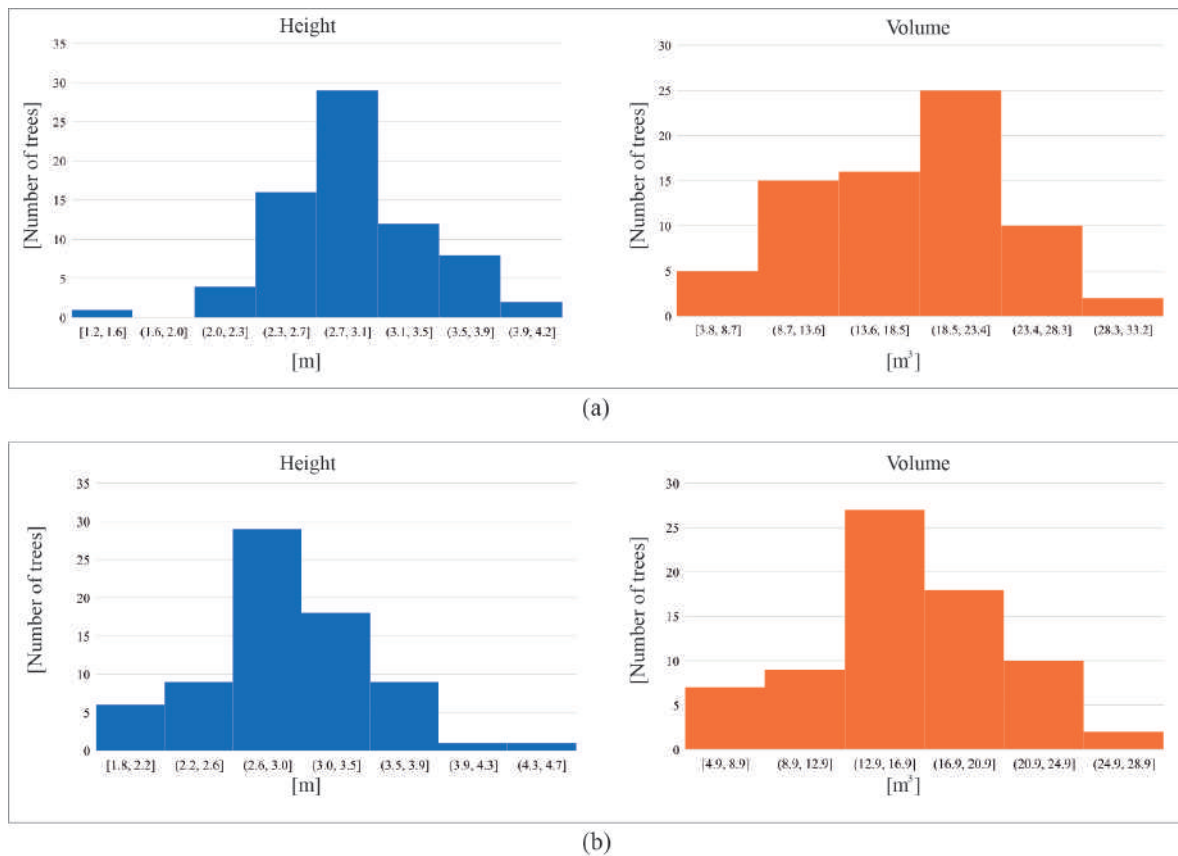 Height
Volume
[Number of trees]
35
30
25
20
15
10
5
0
[1.2, 1.6] (1.6, 2.0] (2.0, 2.3] (2.3, 2.7] (2.7, 3.1] (3.1, 3.5] (3.5, 3.9] (3.9, 4.2]
[m]
[Number of trees]
30
25
20
15
10
5
0
[3.8, 8.7] (8.7, 13.6] (13.6, 18.5] (18.5, 23.4] (23.4, 28.3] (28.3, 33.2]
[m³]
(a)
Height
Volume
[Number of trees]
35
30
25
20
15
10
5
0
[1.8, 2.2] (2.2, 2.6] (2.6, 3.0] (3.0, 3.5] (3.5, 3.9] (3.9, 4.3] (4.3, 4.7]
[m]
[Number of trees]
30
25
20
15
10
5
0
[4.9, 8.9] (8.9, 12.9] (12.9, 16.9] (16.9, 20.9] (20.9, 24.9] (24.9, 28.9]
[m³]
(b)